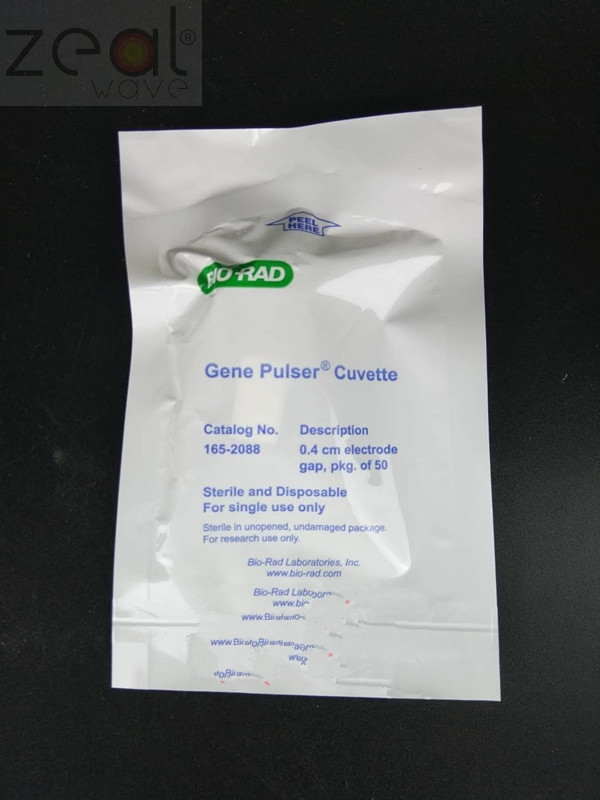 zeal®
wave
PEEL
HERE
BIO-RAD
Gene Pulser® Cuvette
Catalog No. Description
165-2088 0.4 cm electrode
gap, pkg. of 50
Sterile and Disposable
For single use only
Sterile in unopened, undamaged package.
For research use only.
Bio-Rad Laboratories, Inc.
www.bio-rad.com
Bio-Rad